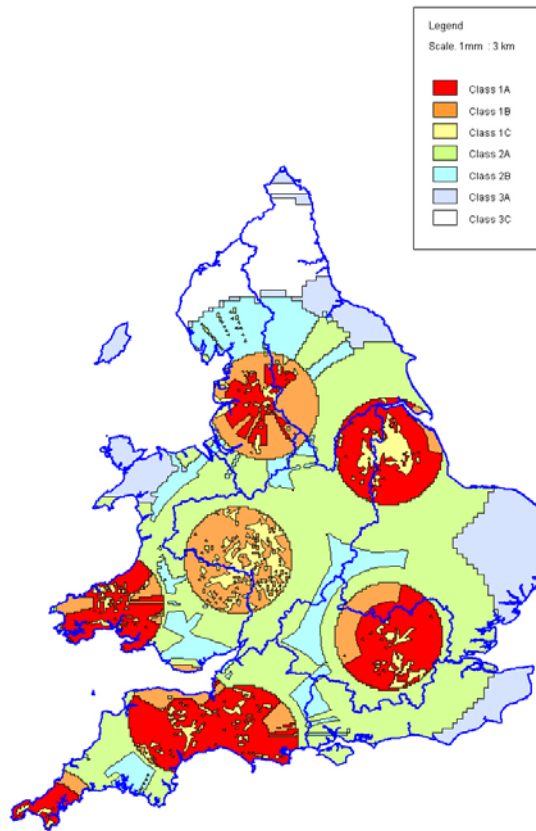 Legend
Scale. 1mm : 3 km
Class 1A
Class 1B
Class 1C
Class 2A
Class 2B
Class 3A
Class 3C